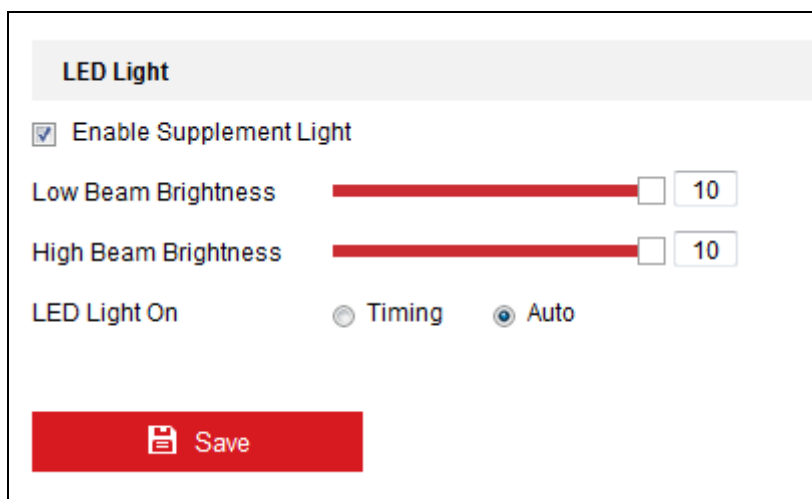 LED Light
Enable Supplement Light
Low Beam Brightness 10
High Beam Brightness 10
LED Light On Timing Auto
Save